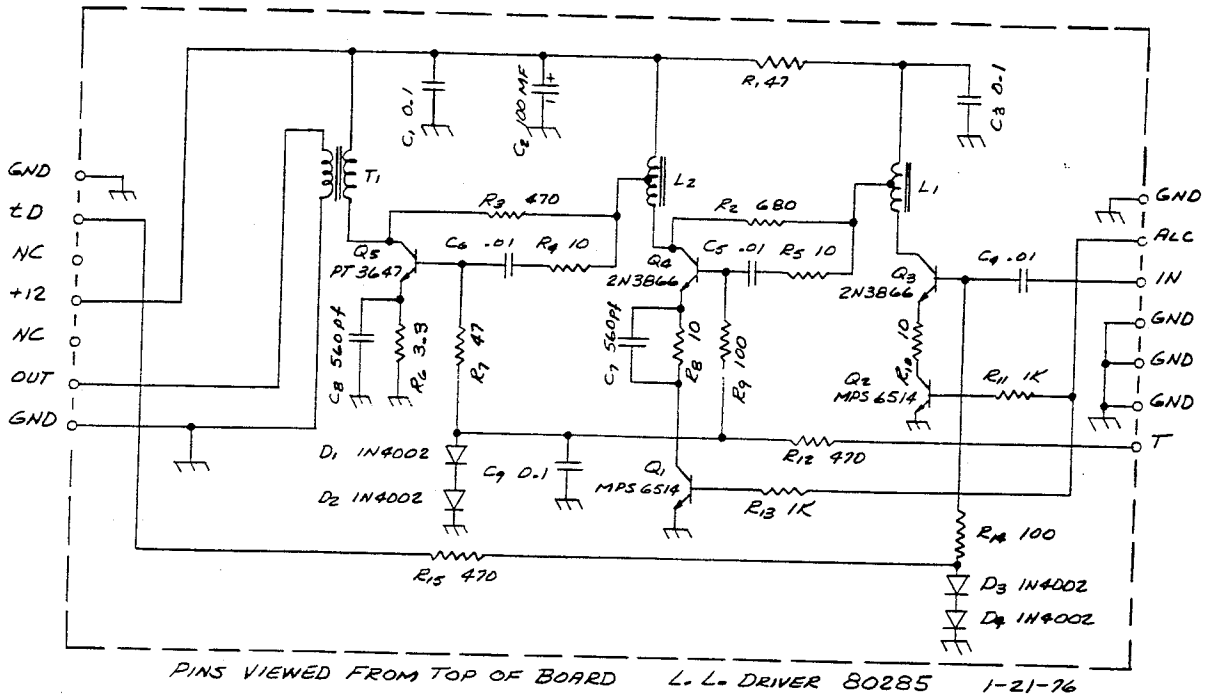 R1 47
C1 0.1
C2 100 MF
+
C3 0.1
GND
tD
NC
+12
NC
OUT
GND
T1
L2
L1
R3 470
R2 680
Q5
PT 3647
C6 .01
R4 10
Q4
2N3866
C5 .01
R5 10
Q3
2N3866
C4 .01
GND
ALC
IN
GND
GND
GND
T
C8 560pf
R6 3.3
R7 47
C7 560pf
R8 10
R9 100
R10 10
Q2
MPS 6514
R11 1K
D1 1N4002
D2 1N4002
C9 0.1
Q1
MPS 6514
R12 470
R13 1K
R14 100
R15 470
D3 1N4002
D4 1N4002
PINS VIEWED FROM TOP OF BOARD L.L. DRIVER 80285 1-21-76